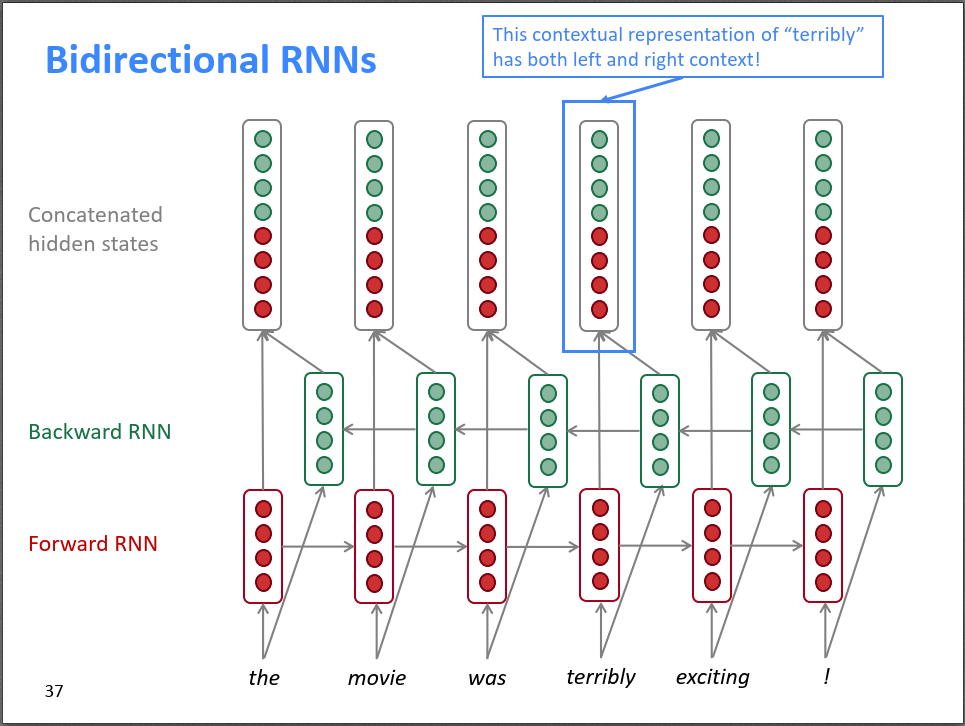 Bidirectional RNNs
This contextual representation of “terribly”
has both left and right context!
Concatenated
hidden states
Backward RNN
Forward RNN
the movie was terribly exciting !
37